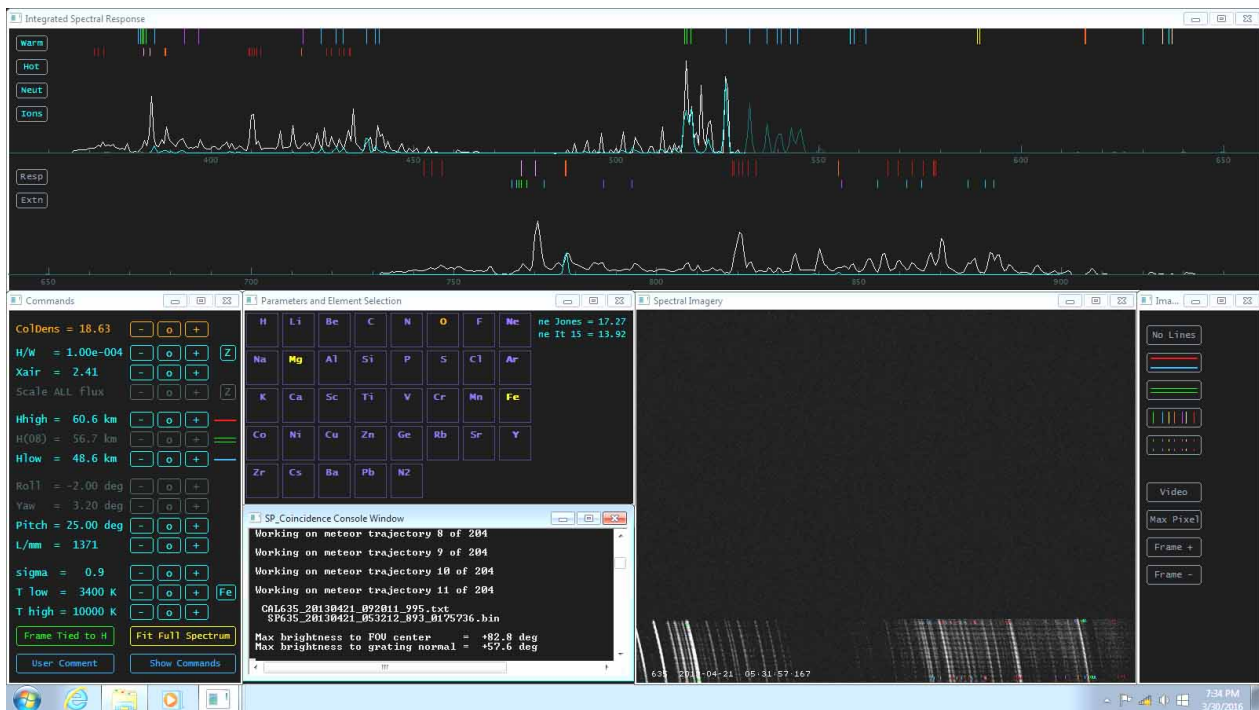 Integrated Spectral Response
Warm
Hot
Neut
Ions
400 450 500 550 600 650
Resp
Extn
650 700 750 800 850 900
Commands
ColDens = 18.63 - o +
H/W = 1.00e-004 - o + Z
Xair = 2.41 - o +
Scale ALL flux - o + Z
Hhigh = 60.6 km - o +
H(08) = 56.7 km - o +
Hlow = 48.6 km - o +
Roll = -2.00 deg - o +
Yaw = 3.20 deg - o +
Pitch = 25.00 deg - o +
L/mm = 1371 - o +
sigma = 0.9 - o +
T low = 3400 K - o + Fe
T high = 10000 K - o +
Frame Tied to H Fit Full Spectrum
User Comment Show Commands
Parameters and Element Selection
H Li Be C N O F Ne
Na Mg Al Si P S Cl Ar
K Ca Sc Ti V Cr Mn Fe
Co Ni Cu Zn Ge Rb Sr Y
Zr Cs Ba Pb N2
ne Jones = 17.27
ne It 15 = 13.92
SP_Coincidence Console Window
Working on meteor trajectory 8 of 204
Working on meteor trajectory 9 of 204
Working on meteor trajectory 10 of 204
Working on meteor trajectory 11 of 204
CAL635_20130421_092011_995.txt
SP635_20130421_053212_893_0175736.bin
Max brightness to FOV center = +82.8 deg
Max brightness to grating normal = +57.6 deg
Spectral Imagery
635 2013-04-21 05:31:57.167
Ima...
No Lines
Video
Max Pixel
Frame +
Frame -
7:34 PM
3/30/2016